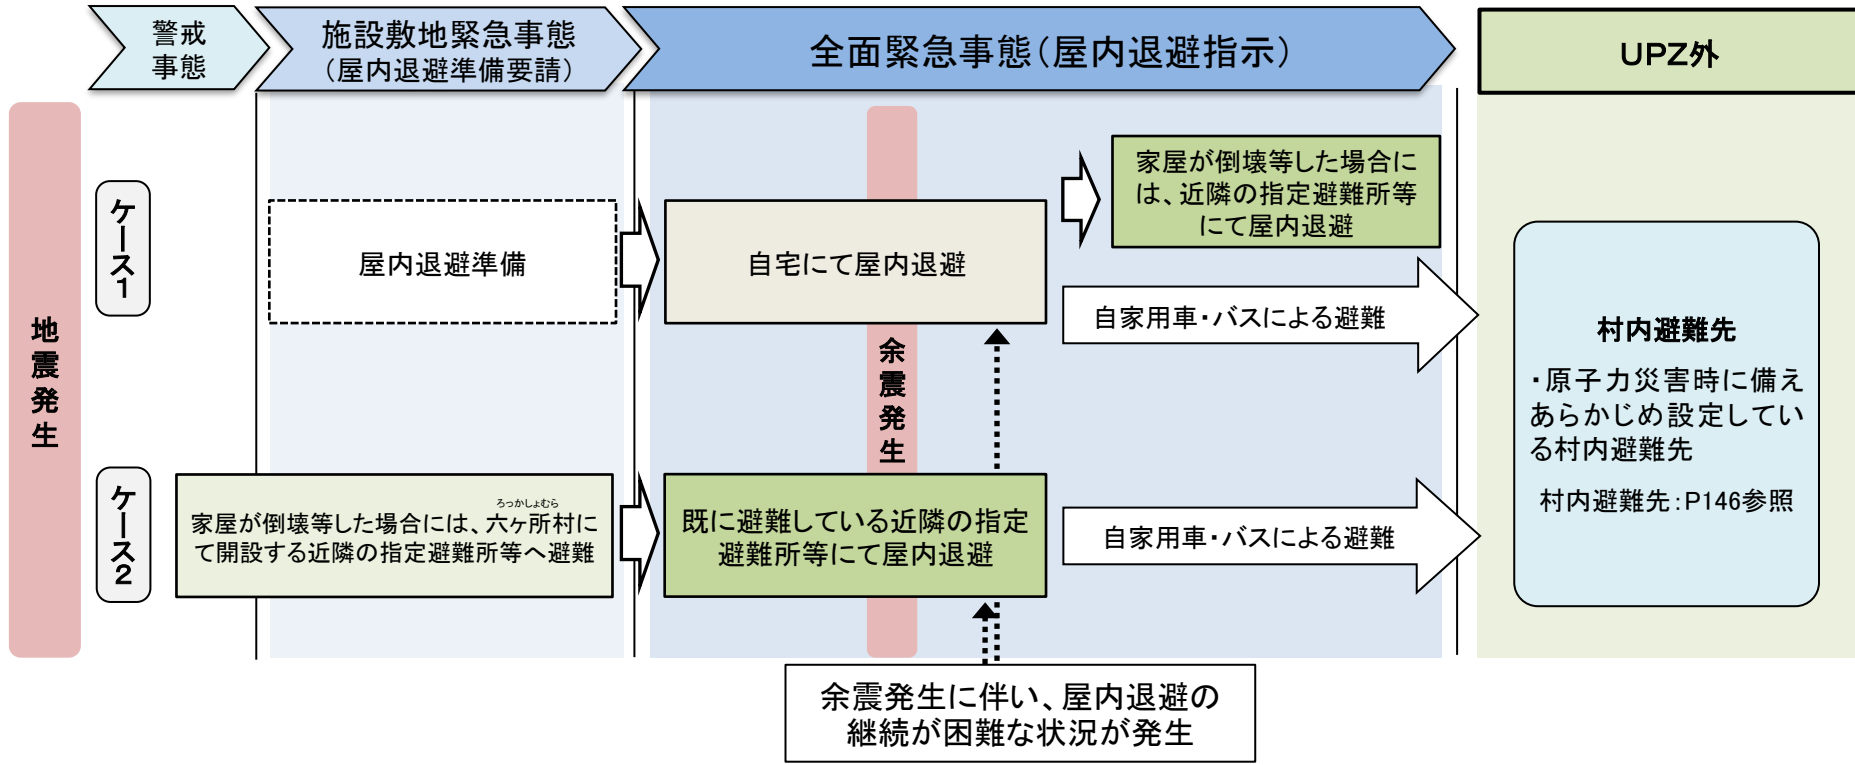 警戒
事態
施設敷地緊急事態
(屋内退避準備要請)
全面緊急事態(屋内退避指示)
UPZ外
地震発生
ケース1
屋内退避準備
自宅にて屋内退避
家屋が倒壊等した場合に
は、近隣の指定避難所等
にて屋内退避
自家用車・バスによる避難
余震発生
ケース2
ろっかしょむら
家屋が倒壊等した場合には、六ヶ所村に
て開設する近隣の指定避難所等へ避難
既に避難している近隣の指定
避難所等にて屋内退避
自家用車・バスによる避難
村内避難先
・原子力災害時に備え
あらかじめ設定してい
る村内避難先
村内避難先:P146参照
余震発生に伴い、屋内退避の
継続が困難な状況が発生